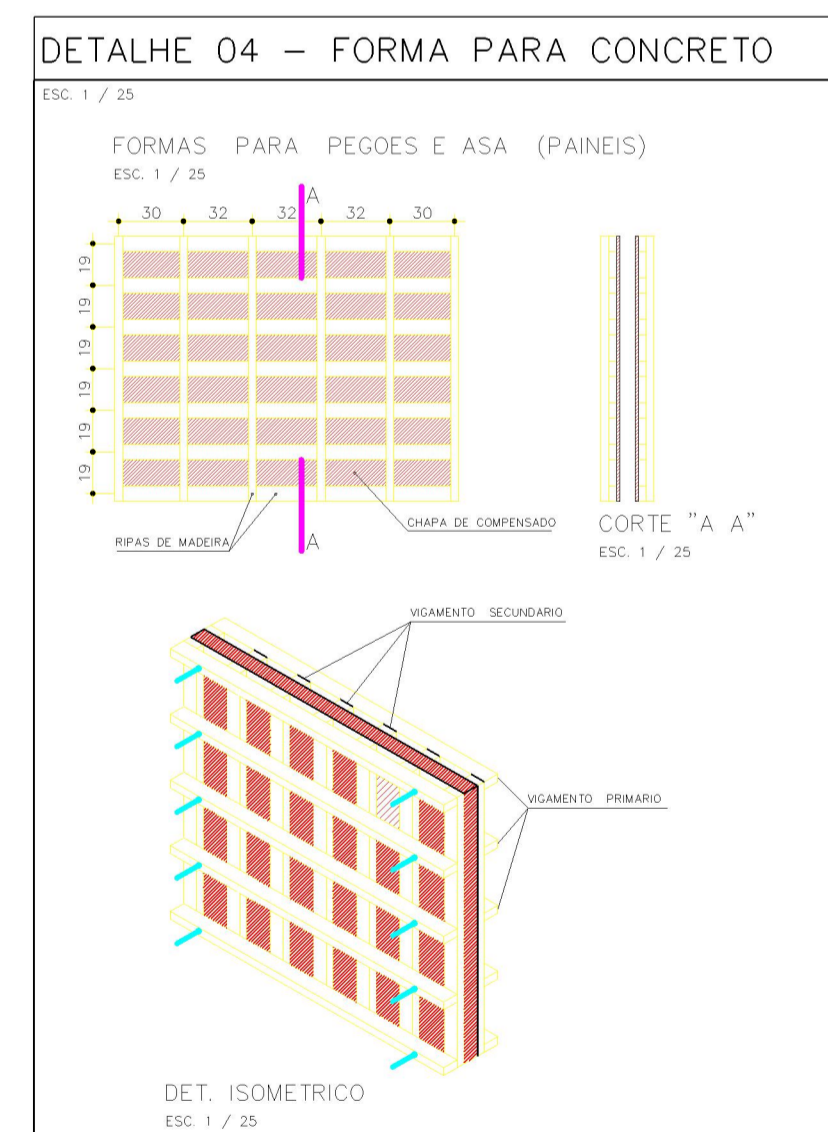 DETALHE 04 – FORMA PARA CONCRETO
ESC. 1 / 25
FORMAS PARA PEGOES E ASA (PAINEIS)
ESC. 1 / 25
A
30 32 32 32 30
19
19
19
19
19
19
CHAPA DE COMPENSADO
RIPAS DE MADEIRA
A
CORTE "A A"
ESC. 1 / 25
VIGAMENTO SECUNDARIO
VIGAMENTO PRIMARIO
DET. ISOMETRICO
ESC. 1 / 25